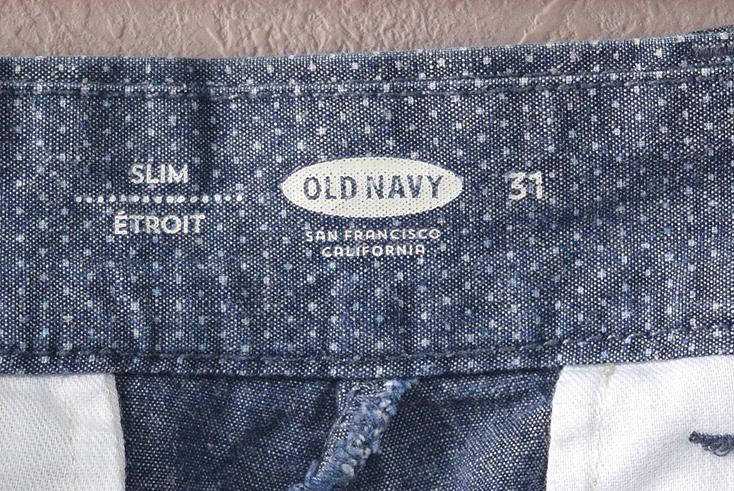 SLIM
ÉTROIT
OLD NAVY
SAN FRANCISCO
CALIFORNIA
31